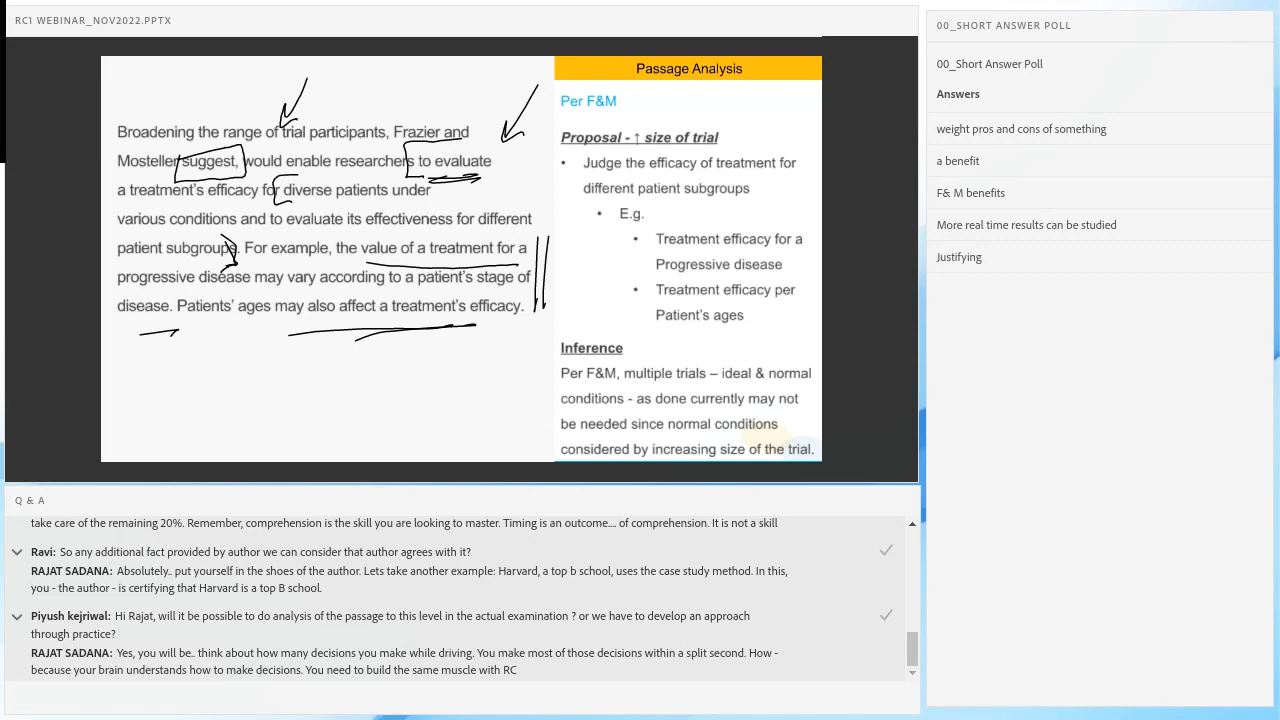 RC1 WEBINAR_NOV2022.PPTX
Broadening the range of trial participants, Frazier and
Mosteller suggest, would enable researchers to evaluate
a treatment's efficacy for diverse patients under
various conditions and to evaluate its effectiveness for different
patient subgroups. For example, the value of a treatment for a
progressive disease may vary according to a patient's stage of
disease. Patients' ages may also affect a treatment's efficacy.
Passage Analysis
Per F&M
Proposal - ↑ size of trial
• Judge the efficacy of treatment for
different patient subgroups
• E.g.
• Treatment efficacy for a
Progressive disease
• Treatment efficacy per
Patient's ages
Inference
Per F&M, multiple trials – ideal & normal
conditions - as done currently may not
be needed since normal conditions
considered by increasing size of the trial.
00_SHORT ANSWER POLL
00_Short Answer Poll
Answers
weight pros and cons of something
a benefit
F& M benefits
More real time results can be studied
Justifying
Q & A
take care of the remaining 20%. Remember, comprehension is the skill you are looking to master. Timing is an outcome.... of comprehension. It is not a skill
Ravi: So any additional fact provided by author we can consider that author agrees with it?
RAJAT SADANA: Absolutely.. put yourself in the shoes of the author. Lets take another example: Harvard, a top b school, uses the case study method. In this,
you - the author - is certifying that Harvard is a top B school.
Piyush kejriwal: Hi Rajat, will it be possible to do analysis of the passage to this level in the actual examination ? or we have to develop an approach
through practice?
RAJAT SADANA: Yes, you will be.. think about how many decisions you make while driving. You make most of those decisions within a split second. How -
because your brain understands how to make decisions. You need to build the same muscle with RC